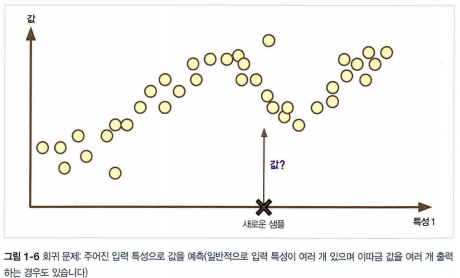 값
값?
새로운 샘플
특성 1
그림 1-6 회귀 문제: 주어진 입력 특성으로 값을 예측(일반적으로 입력 특성이 여러 개 있으며 이따금 값을 여러 개 출력
하는 경우도 있습니다)